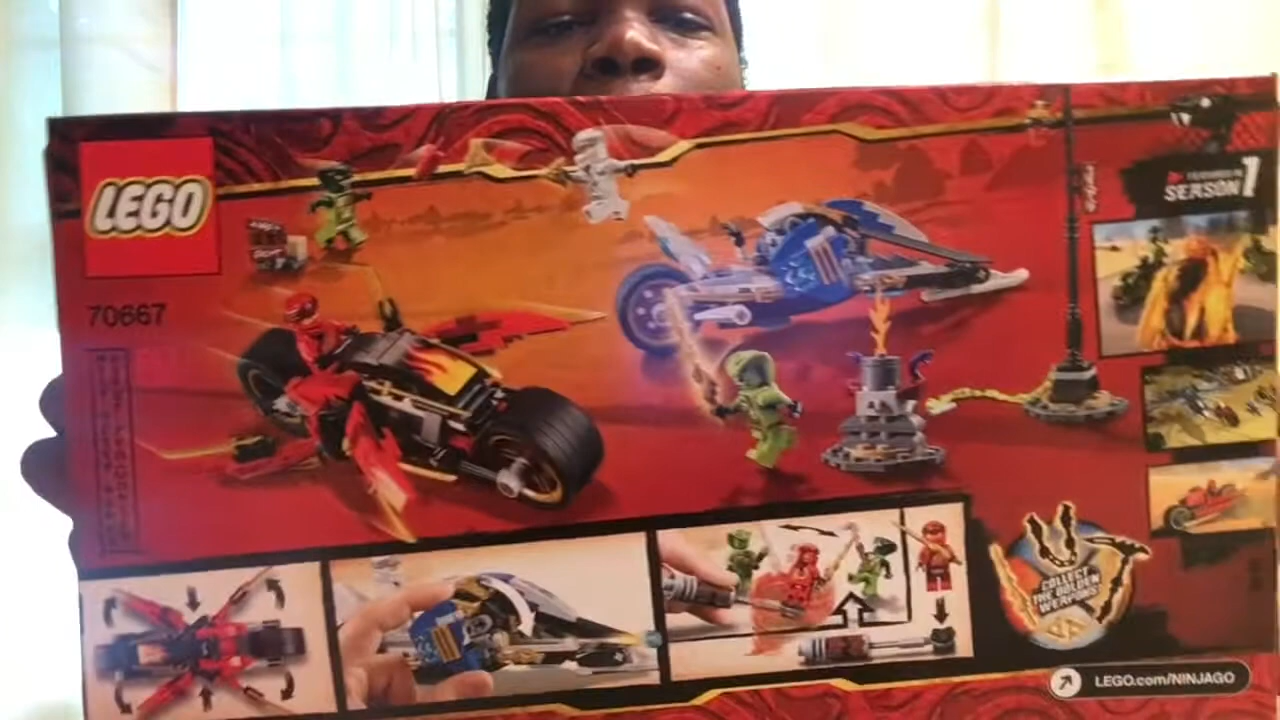 LEGO
70667
SEASON 1
COLLECT
THE GOLDEN
WEAPONS!
LEGO.com/NINJAGO